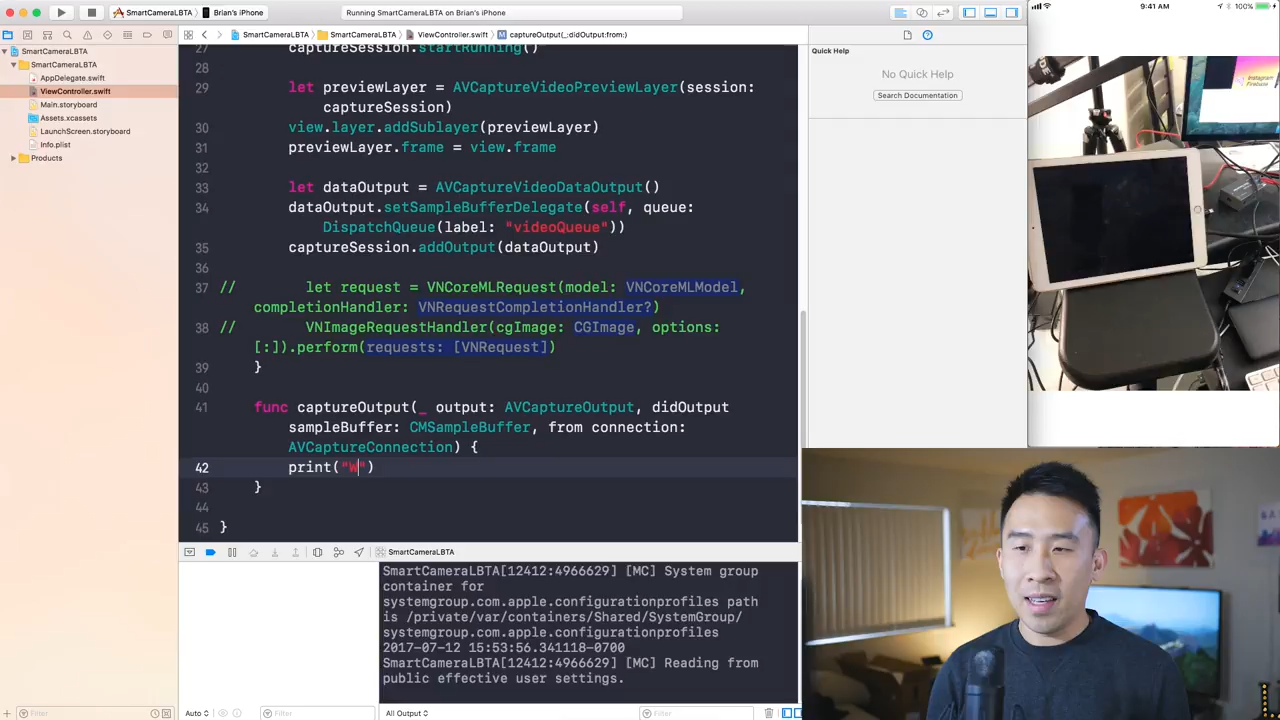 SmartCameraLBTA
Brian's iPhone
Running SmartCameraLBTA on Brian's iPhone
SmartCameraLBTA
SmartCameraLBTA
ViewController.swift
captureOutput(_:didOutput:from:)
SmartCameraLBTA
SmartCameraLBTA
AppDelegate.swift
ViewController.swift
Main.storyboard
Assets.xcassets
LaunchScreen.storyboard
Info.plist
Products
27 captureSession.startRunning()
28
29 let previewLayer = AVCaptureVideoPreviewLayer(session:
captureSession)
30 view.layer.addSublayer(previewLayer)
31 previewLayer.frame = view.frame
32
33 let dataOutput = AVCaptureVideoDataOutput()
34 dataOutput.setSampleBufferDelegate(self, queue:
DispatchQueue(label: "videoQueue"))
35 captureSession.addOutput(dataOutput)
36
37 // let request = VNCoreMLRequest(model: VNCoreMLModel,
completionHandler: VNRequestCompletionHandler?)
38 // VNImageRequestHandler(cgImage: CGImage, options:
[:]).perform(requests: [VNRequest])
39 }
40
41 func captureOutput(_ output: AVCaptureOutput, didOutput
sampleBuffer: CMSampleBuffer, from connection:
AVCaptureConnection) {
42 print("W")
43 }
44
45 }
SmartCameraLBTA
SmartCameraLBTA[12412:4966629] [MC] System group
container for
systemgroup.com.apple.configurationprofiles path
is /private/var/containers/Shared/SystemGroup/
systemgroup.com.apple.configurationprofiles
2017-07-12 15:53:56.341118-0700
SmartCameraLBTA[12412:4966629] [MC] Reading from
public effective user settings.
Filter
Auto
Filter
All Output
Filter
Quick Help
No Quick Help
Search Documentation
9:41 AM
100%
Instagram
Firebase